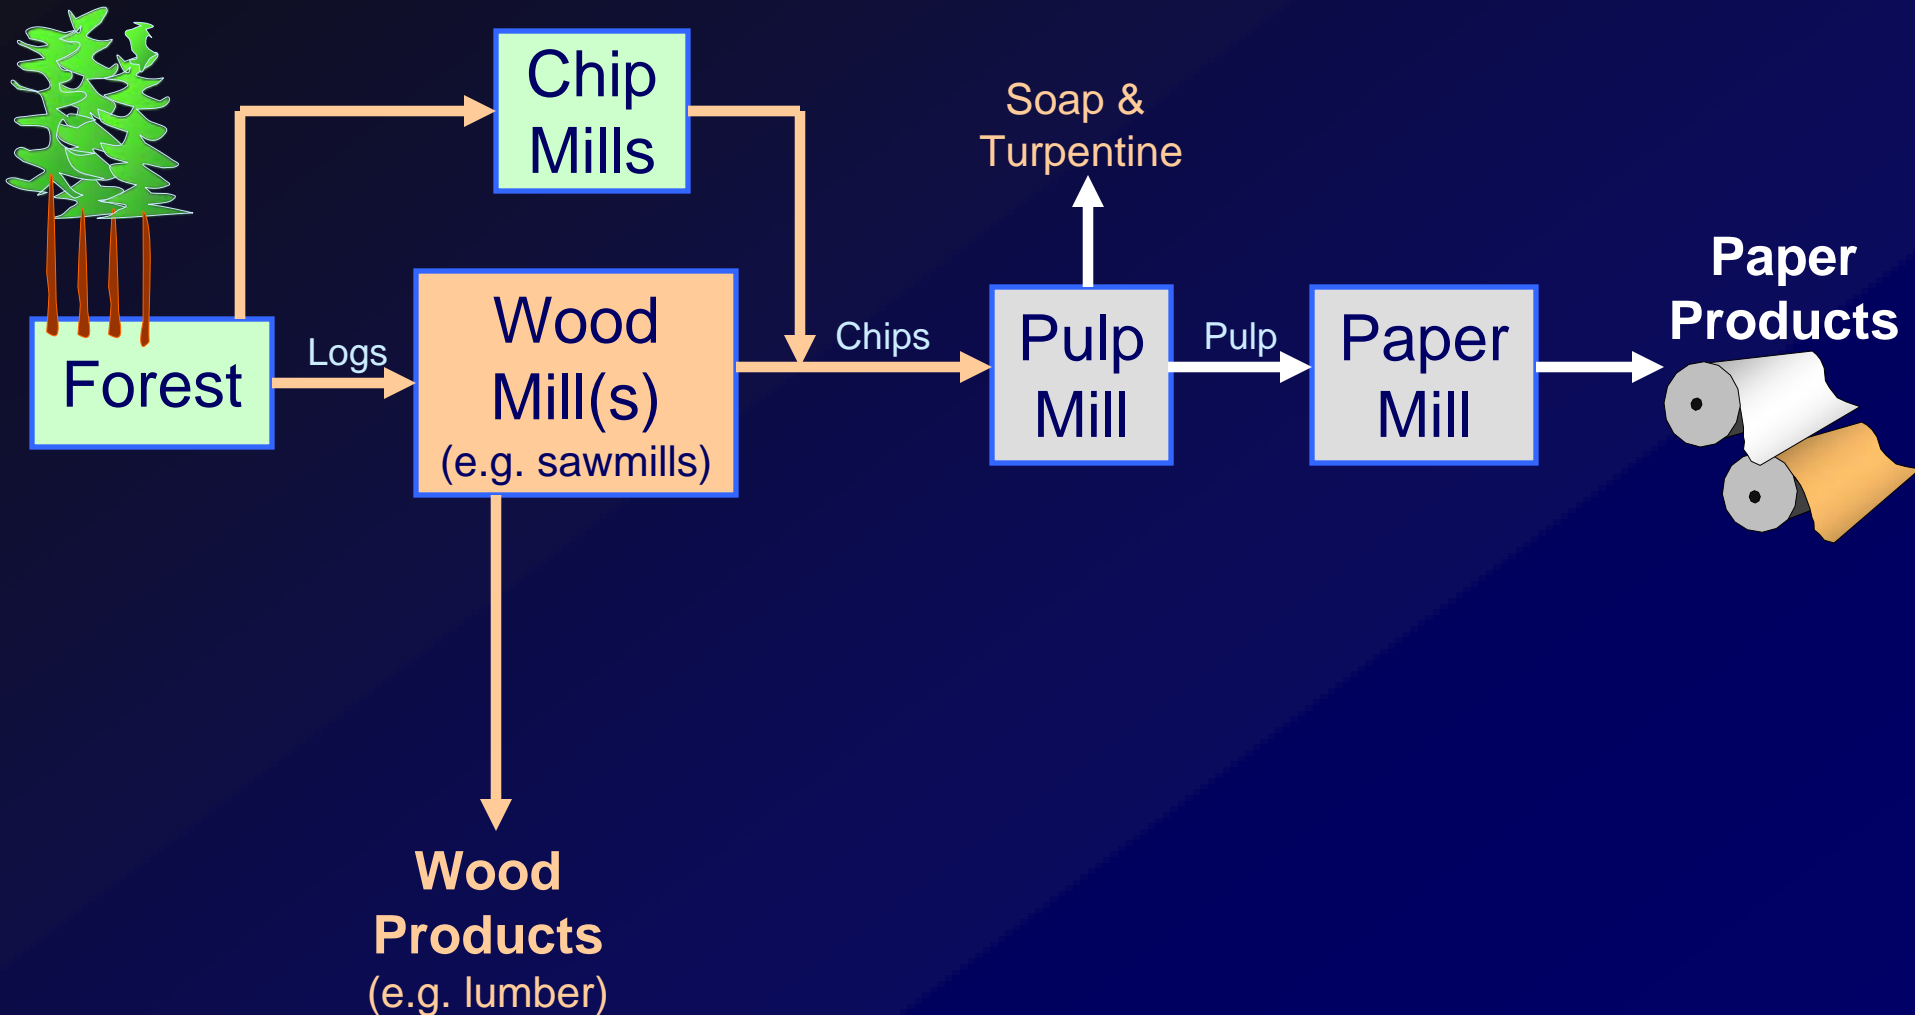 Chip
Mills
Soap &
Turpentine
Paper
Products
Forest
Logs
Wood
Mill(s)
(e.g. sawmills)
Chips
Pulp
Mill
Pulp
Paper
Mill
Wood
Products
(e.g. lumber)